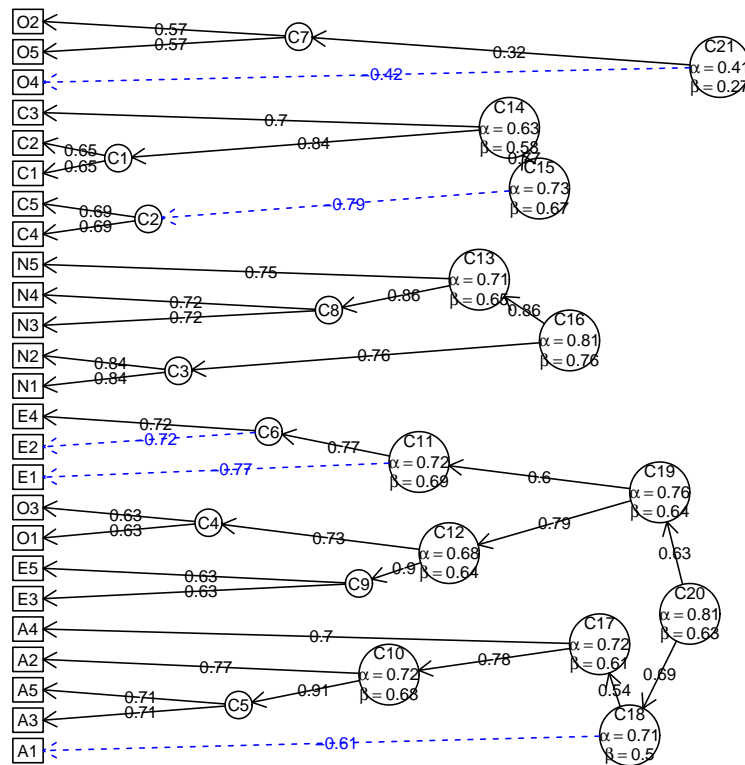 O2
0.57
C7
O5
0.57
0.32
C21
α = 0.41
β = 0.27
O4
-0.42
C3
0.7
C14
α = 0.63
β = 0.58
C2
0.65
C1
0.84
C1
0.65
C15
α = 0.73
β = 0.67
C5
0.69
C2
-0.79
C4
0.69
N5
0.75
C13
α = 0.71
β = 0.65
N4
0.72
C8
0.86
N3
0.72
0.86
C16
α = 0.81
β = 0.76
N2
0.84
C3
0.76
N1
0.84
E4
0.72
C6
E2
-0.72
0.77
C11
α = 0.72
β = 0.69
E1
-0.77
0.6
C19
α = 0.76
β = 0.64
O3
0.63
C4
0.73
O1
0.63
0.79
C12
α = 0.68
β = 0.64
E5
0.63
C9
0.9
E3
0.63
0.63
C20
α = 0.81
β = 0.63
A4
0.7
C17
α = 0.72
β = 0.61
A2
0.77
C10
α = 0.72
β = 0.68
0.78
A5
0.71
C5
0.91
A3
0.71
0.54
0.69
C18
α = 0.71
β = 0.5
A1
-0.61